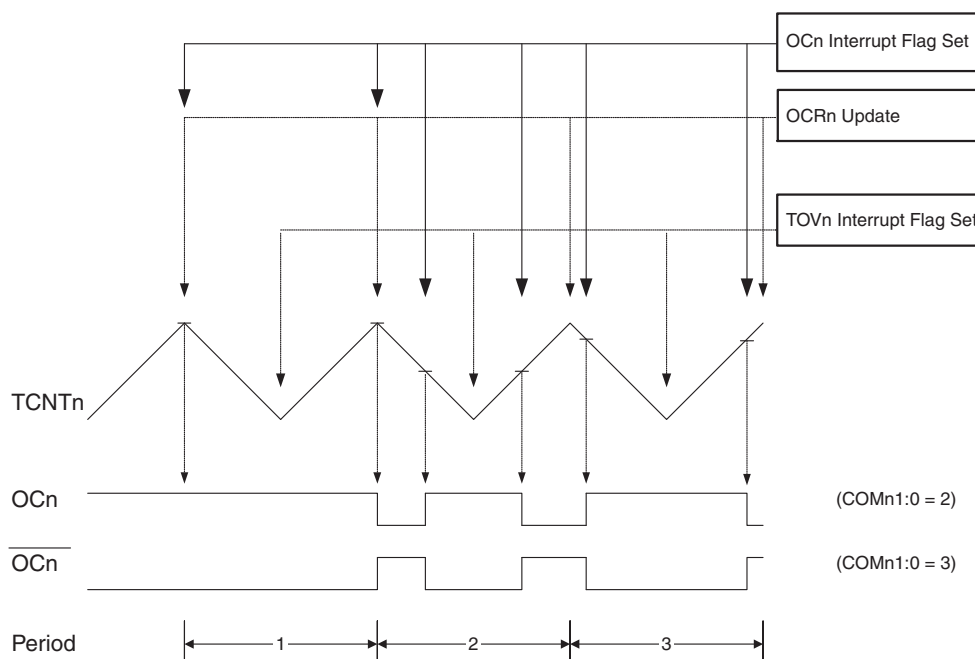 OCn Interrupt Flag Set
OCRn Update
TOVn Interrupt Flag Set
TCNTn
OCn (COMn1:0 = 2)
OCn (COMn1:0 = 3)
Period 1 2 3